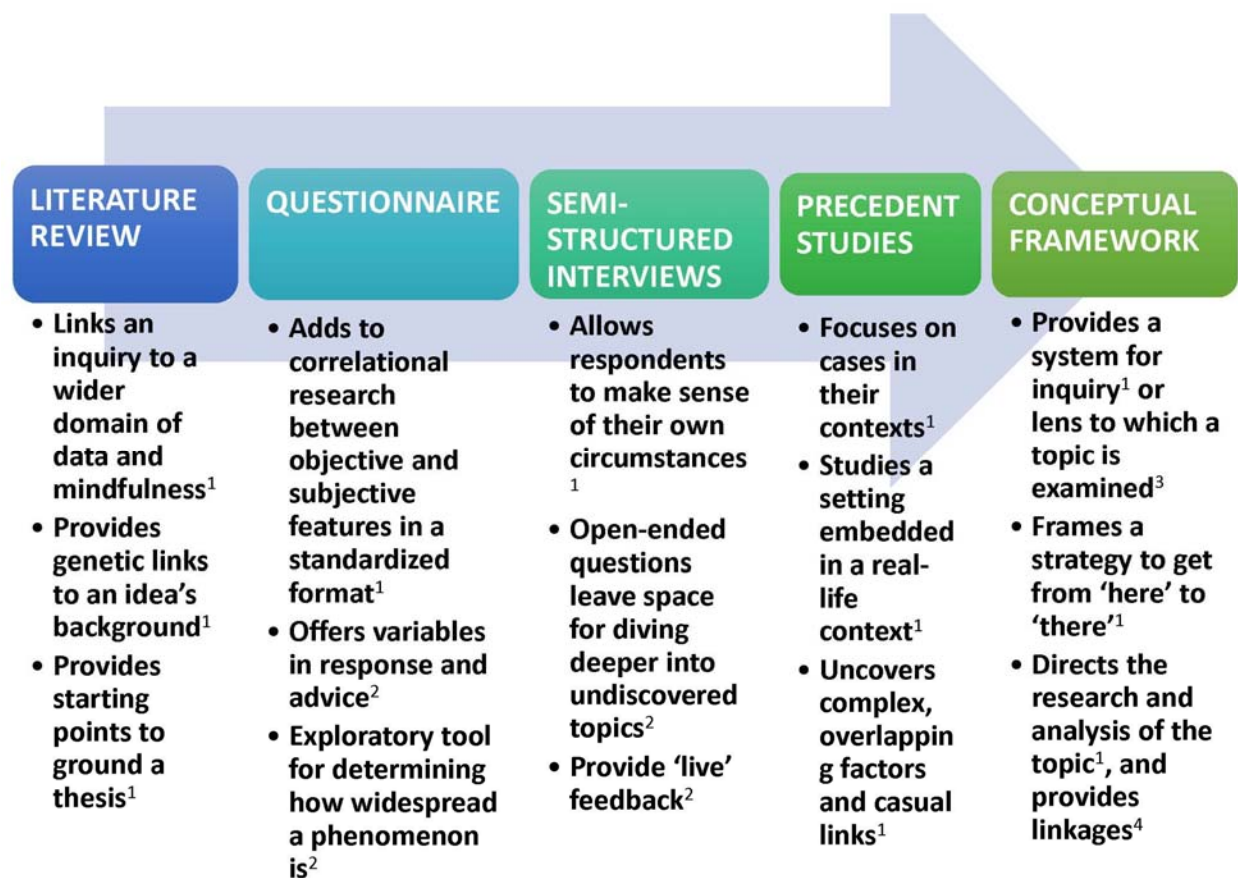 LITERATURE
REVIEW
• Links an
inquiry to a
wider
domain of
data and
mindfulness¹
• Provides
genetic links
to an idea’s
background¹
• Provides
starting
points to
ground a
thesis¹
QUESTIONNAIRE
• Adds to
correlational
research
between
objective and
subjective
features in a
standardized
format¹
• Offers variables
in response and
advice²
• Exploratory tool
for determining
how widespread
a phenomenon
is²
SEMI-
STRUCTURED
INTERVIEWS
• Allows
respondents
to make sense
of their own
circumstances
¹
• Open-ended
questions
leave space
for diving
deeper into
undiscovered
topics²
• Provide ‘live’
feedback²
PRECEDENT
STUDIES
• Focuses on
cases in
their
contexts¹
• Studies a
setting
embedded
in a real-
life
context¹
• Uncovers
complex,
overlappin
g factors
and casual
links¹
CONCEPTUAL
FRAMEWORK
• Provides a
system for
inquiry¹ or
lens to which a
topic is
examined³
• Frames a
strategy to get
from ‘here’ to
‘there’¹
• Directs the
research and
analysis of the
topic¹, and
provides
linkages⁴